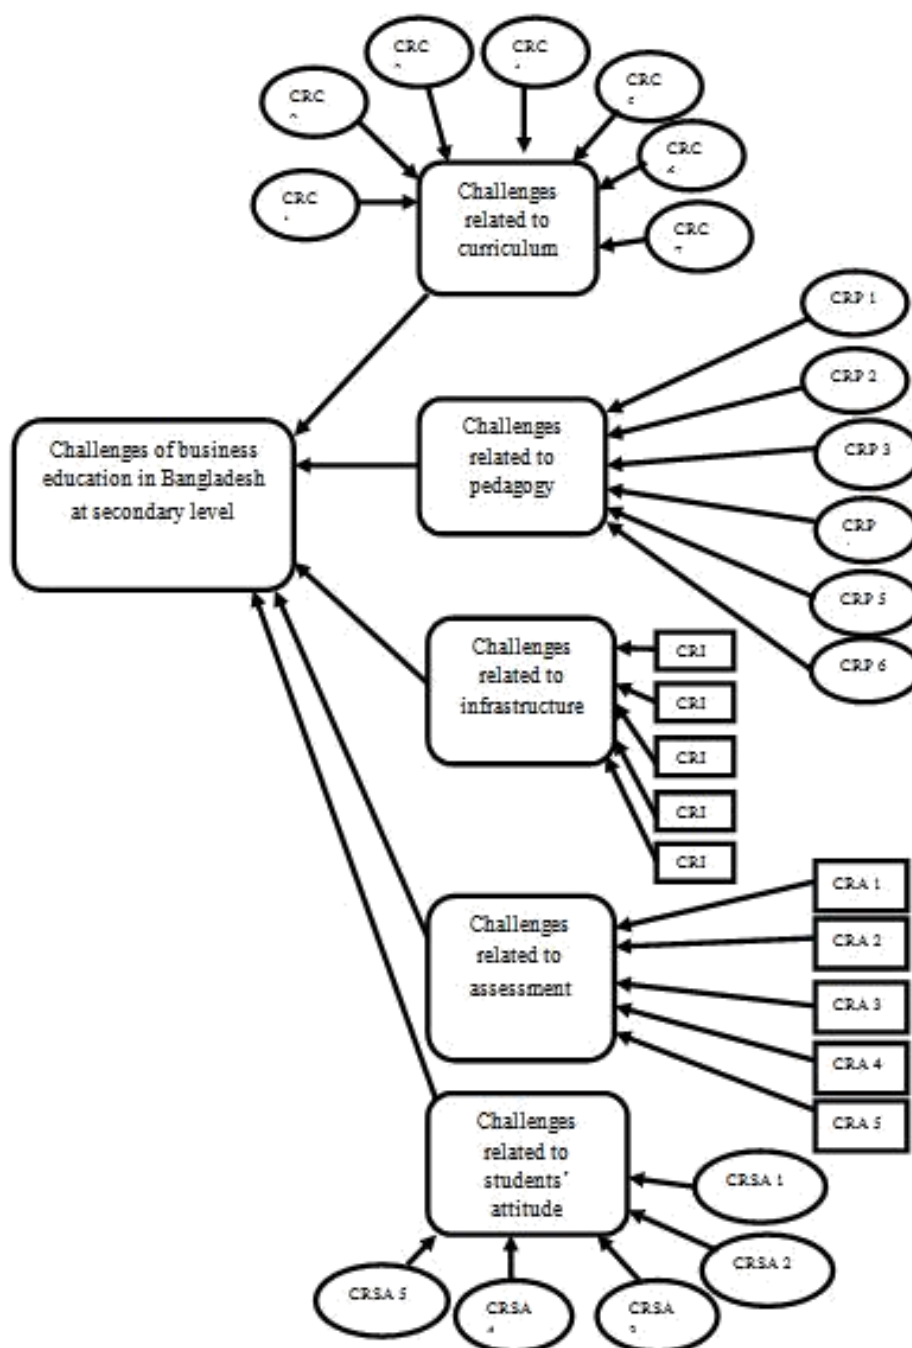 CRC
CRC
CRC
CRC
CRC
CRC
CRC
Challenges
related to
curriculum
CRP 1
CRP 2
CRP 3
CRP
CRP 5
CRP 6
Challenges
related to
pedagogy
Challenges of business
education in Bangladesh
at secondary level
Challenges
related to
infrastructure
CRI
CRI
CRI
CRI
CRI
Challenges
related to
assessment
CRA 1
CRA 2
CRA 3
CRA 4
CRA 5
Challenges
related to
students’
attitude
CRSA 1
CRSA 2
CRSA
CRSA
CRSA 5